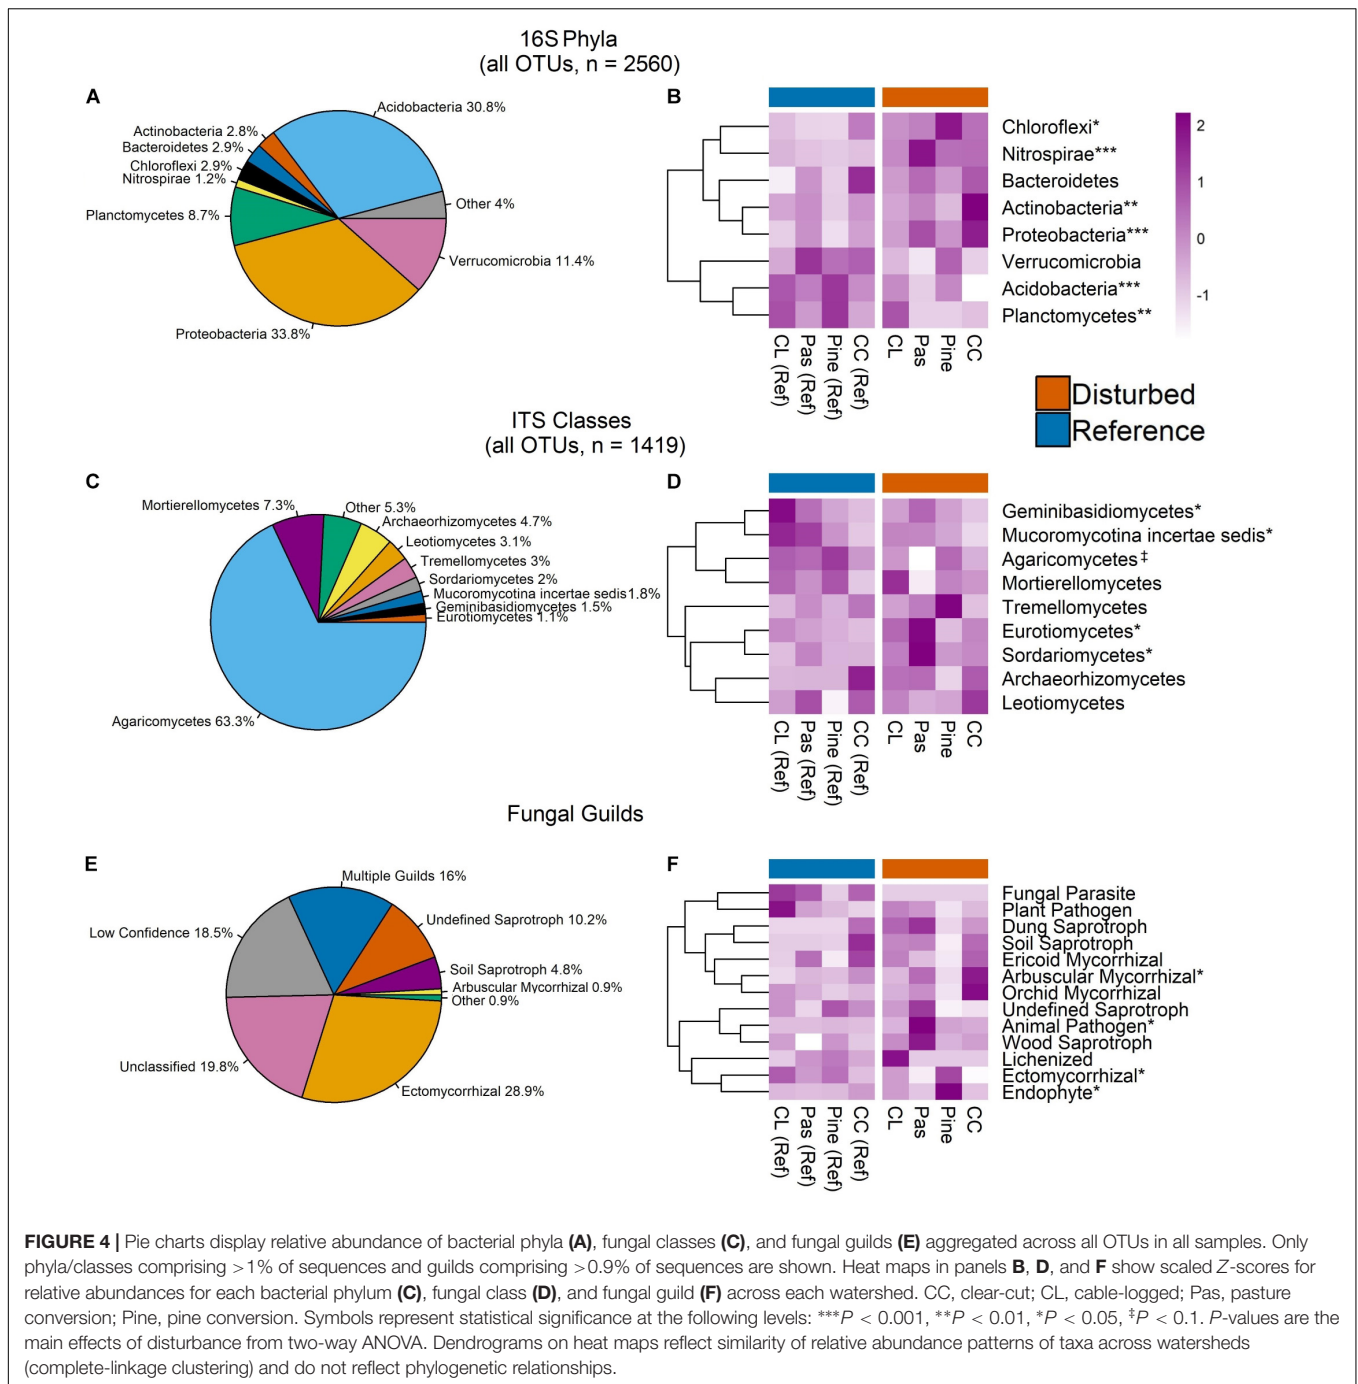 16S Phyla
(all OTUs, n = 2560)
A
Acidobacteria 30.8%
Actinobacteria 2.8%
Bacteroidetes 2.9%
Chloroflexi 2.9%
Nitrospirae 1.2%
Planctomycetes 8.7%
Other 4%
Verrucomicrobia 11.4%
Proteobacteria 33.8%
B
Chloroflexi*
Nitrospirae***
Bacteroidetes
Actinobacteria**
Proteobacteria***
Verrucomicrobia
Acidobacteria***
Planctomycetes**
CL (Ref)
Pas (Ref)
Pine (Ref)
CC (Ref)
CL
Pas
Pine
CC
2
1
0
-1
Disturbed
Reference
ITS Classes
(all OTUs, n = 1419)
C
Mortierellomycetes 7.3%
Other 5.3%
Archaeorhizomycetes 4.7%
Leotiomycetes 3.1%
Tremellomycetes 3%
Sordariomycetes 2%
Mucoromycotina incertae sedis 1.8%
Geminibasidiomycetes 1.5%
Eurotiomycetes 1.1%
Agaricomycetes 63.3%
D
Geminibasidiomycetes*
Mucoromycotina incertae sedis*
Agaricomycetes‡
Mortierellomycetes
Tremellomycetes
Eurotiomycetes*
Sordariomycetes*
Archaeorhizomycetes
Leotiomycetes
CL (Ref)
Pas (Ref)
Pine (Ref)
CC (Ref)
CL
Pas
Pine
CC
Fungal Guilds
E
Multiple Guilds 16%
Undefined Saprotroph 10.2%
Low Confidence 18.5%
Soil Saprotroph 4.8%
Arbuscular Mycorrhizal 0.9%
Other 0.9%
Unclassified 19.8%
Ectomycorrhizal 28.9%
F
Fungal Parasite
Plant Pathogen
Dung Saprotroph
Soil Saprotroph
Ericoid Mycorrhizal
Arbuscular Mycorrhizal*
Orchid Mycorrhizal
Undefined Saprotroph
Animal Pathogen*
Wood Saprotroph
Lichenized
Ectomycorrhizal*
Endophyte*
CL (Ref)
Pas (Ref)
Pine (Ref)
CC (Ref)
CL
Pas
Pine
CC
FIGURE 4 | Pie charts display relative abundance of bacterial phyla (A), fungal classes (C), and fungal guilds (E) aggregated across all OTUs in all samples. Only
phyla/classes comprising >1% of sequences and guilds comprising >0.9% of sequences are shown. Heat maps in panels B, D, and F show scaled Z-scores for
relative abundances for each bacterial phylum (C), fungal class (D), and fungal guild (F) across each watershed. CC, clear-cut; CL, cable-logged; Pas, pasture
conversion; Pine, pine conversion. Symbols represent statistical significance at the following levels: ***P < 0.001, **P < 0.01, *P < 0.05, ‡P < 0.1. P-values are the
main effects of disturbance from two-way ANOVA. Dendrograms on heat maps reflect similarity of relative abundance patterns of taxa across watersheds
(complete-linkage clustering) and do not reflect phylogenetic relationships.